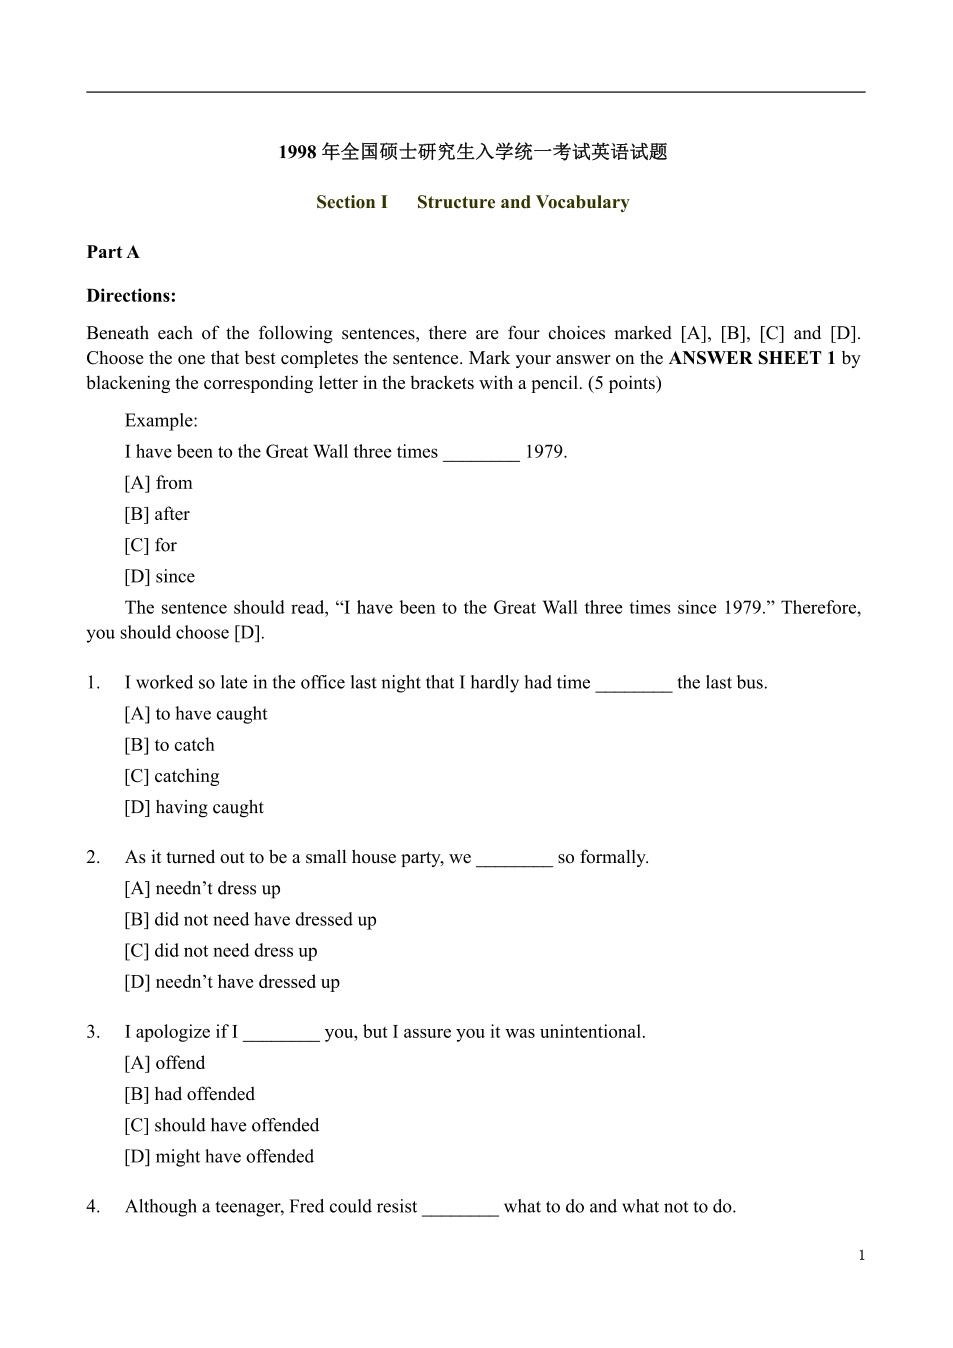 1998 年全国硕士研究生入学统一考试英语试题
Section I Structure and Vocabulary
Part A
Directions:
Beneath each of the following sentences, there are four choices marked [A], [B], [C] and [D].
Choose the one that best completes the sentence. Mark your answer on the ANSWER SHEET 1 by
blackening the corresponding letter in the brackets with a pencil. (5 points)
Example:
I have been to the Great Wall three times ________ 1979.
[A] from
[B] after
[C] for
[D] since
The sentence should read, “I have been to the Great Wall three times since 1979.” Therefore,
you should choose [D].
1. I worked so late in the office last night that I hardly had time ________ the last bus.
[A] to have caught
[B] to catch
[C] catching
[D] having caught
2. As it turned out to be a small house party, we ________ so formally.
[A] needn’t dress up
[B] did not need have dressed up
[C] did not need dress up
[D] needn’t have dressed up
3. I apologize if I ________ you, but I assure you it was unintentional.
[A] offend
[B] had offended
[C] should have offended
[D] might have offended
4. Although a teenager, Fred could resist ________ what to do and what not to do.
1